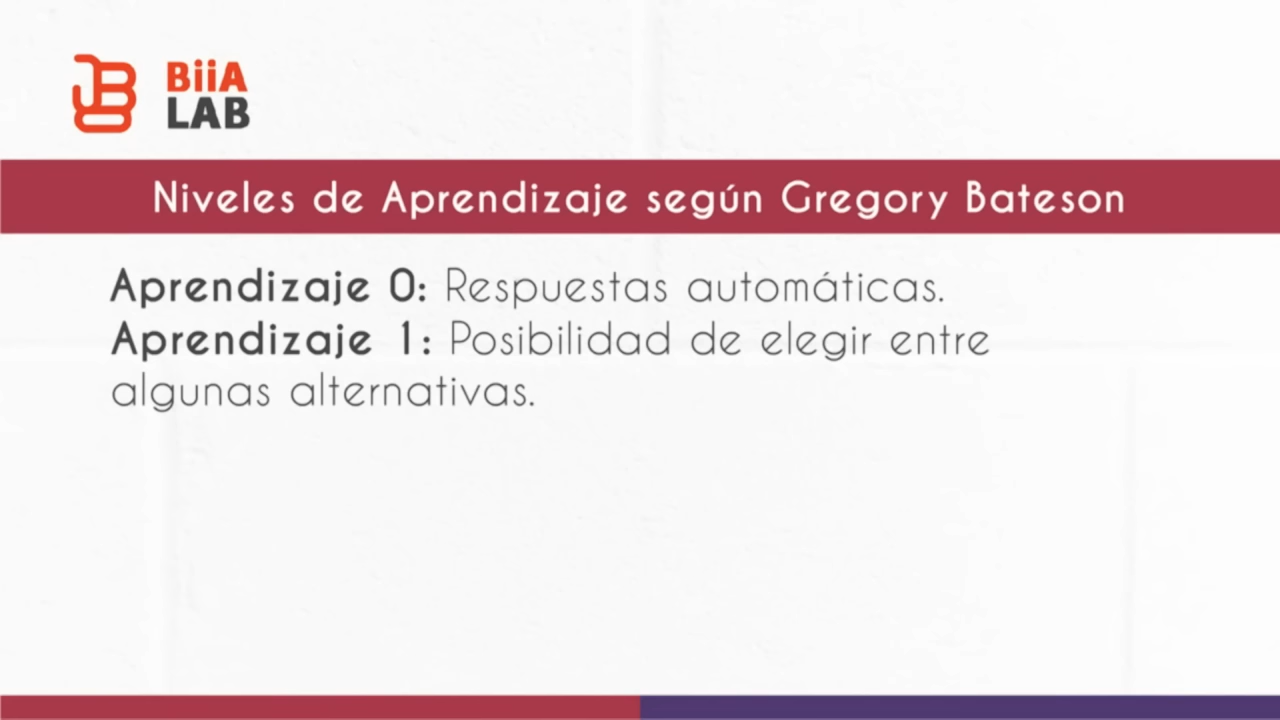 BiiA
LAB
Niveles de Aprendizaje según Gregory Bateson
Aprendizaje 0: Respuestas automáticas.
Aprendizaje 1: Posibilidad de elegir entre
algunas alternativas.